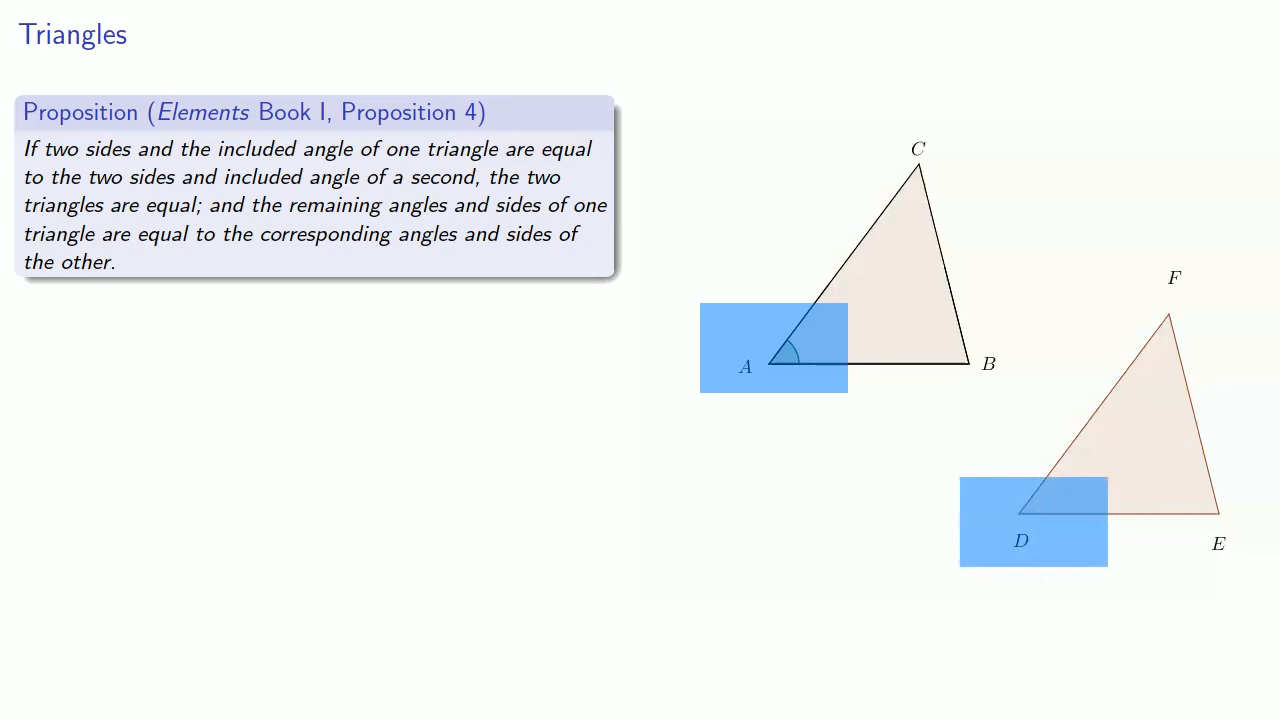 Triangles
Proposition (Elements Book I, Proposition 4)
If two sides and the included angle of one triangle are equal
to the two sides and included angle of a second, the two
triangles are equal; and the remaining angles and sides of one
triangle are equal to the corresponding angles and sides of
the other.
C
A
B
F
D
E